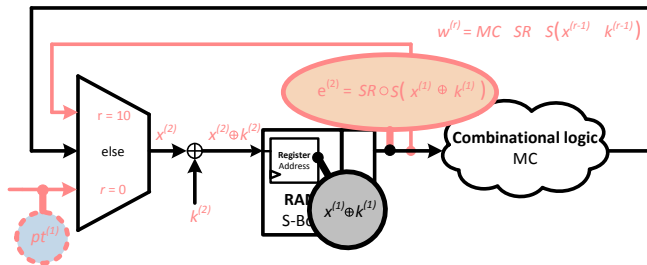 w^(r) = MC SR S(x^(r-1) k^(r-1))
e^(2) = SR ○ S( x^(1) ⊕ k^(1) )
r = 10
else
r = 0
x^(2)
x^(2)⊕k^(2)
k^(2)
pt^(1)
Register
Address
RA
S-Bo
x^(1)⊕k^(1)
Combinational logic
MC